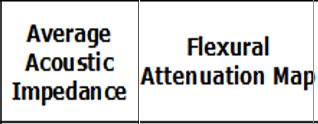 Average
Acoustic
Impedance
Flexural
Attenuation Map